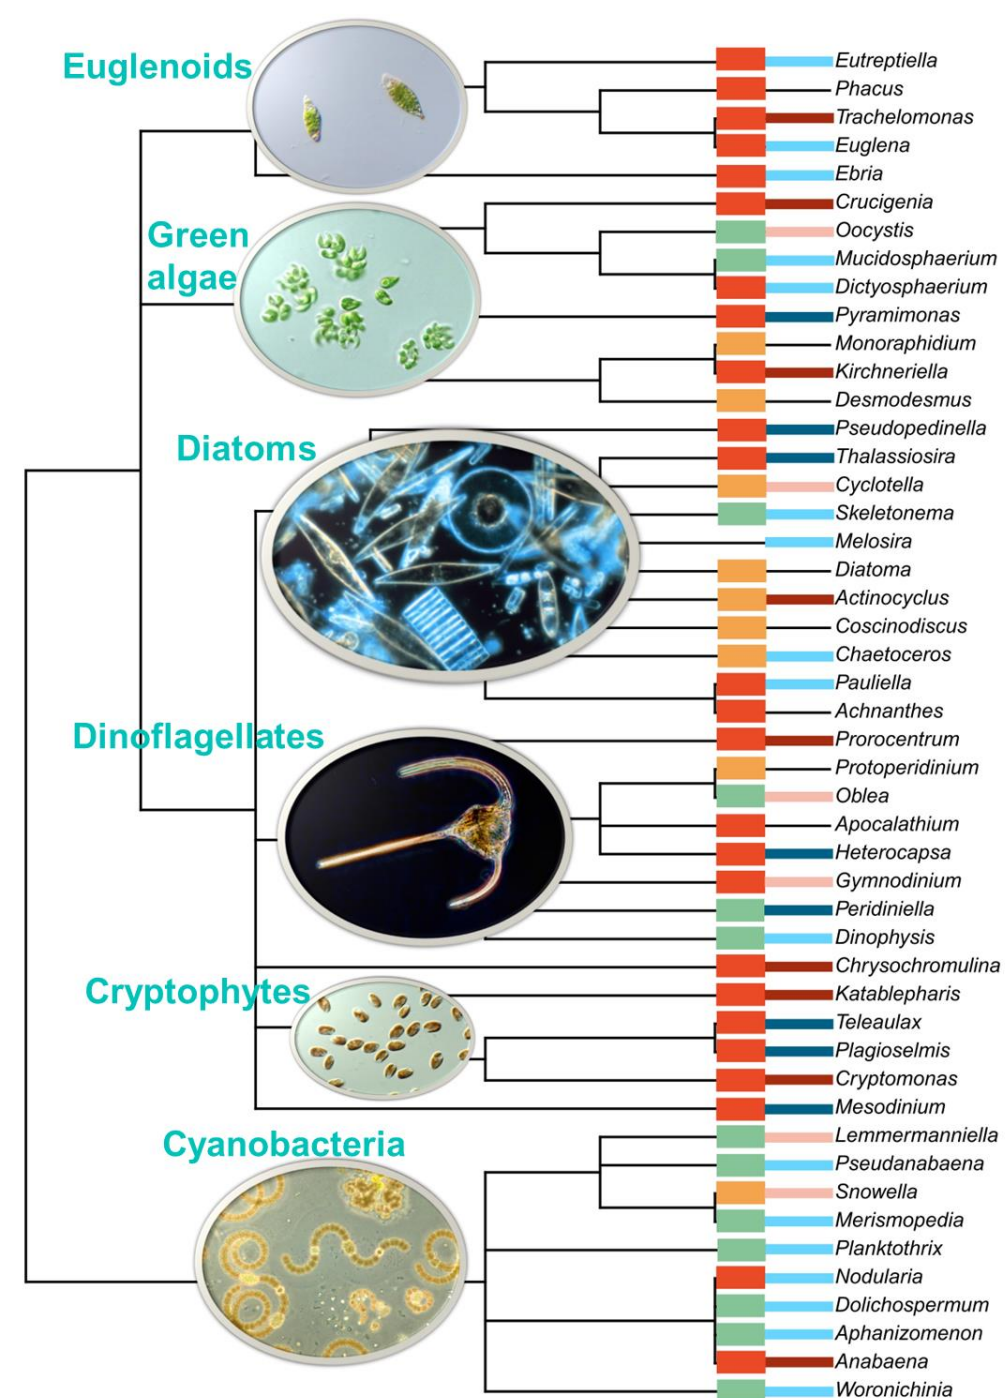 Euglenoids
Eutreptiella
Phacus
Trachelomonas
Euglena
Ebria
Green
algae
Crucigenia
Oocystis
Mucidosphaerium
Dictyosphaerium
Pyramimonas
Monoraphidium
Kirchneriella
Desmodesmus
Diatoms
Pseudopedinella
Thalassiosira
Cyclotella
Skeletonema
Melosira
Diatoma
Actinocyclus
Coscinodiscus
Chaetoceros
Pauliella
Achnanthes
Dinoflagellates
Prorocentrum
Protoperidinium
Oblea
Apocalathium
Heterocapsa
Gymnodinium
Peridiniella
Dinophysis
Chrysochromulina
Cryptophytes
Katablepharis
Teleaulax
Plagioselmis
Cryptomonas
Mesodinium
Cyanobacteria
Lemmermanniella
Pseudanabaena
Snowella
Merismopedia
Planktothrix
Nodularia
Dolichospermum
Aphanizomenon
Anabaena
Woronichinia